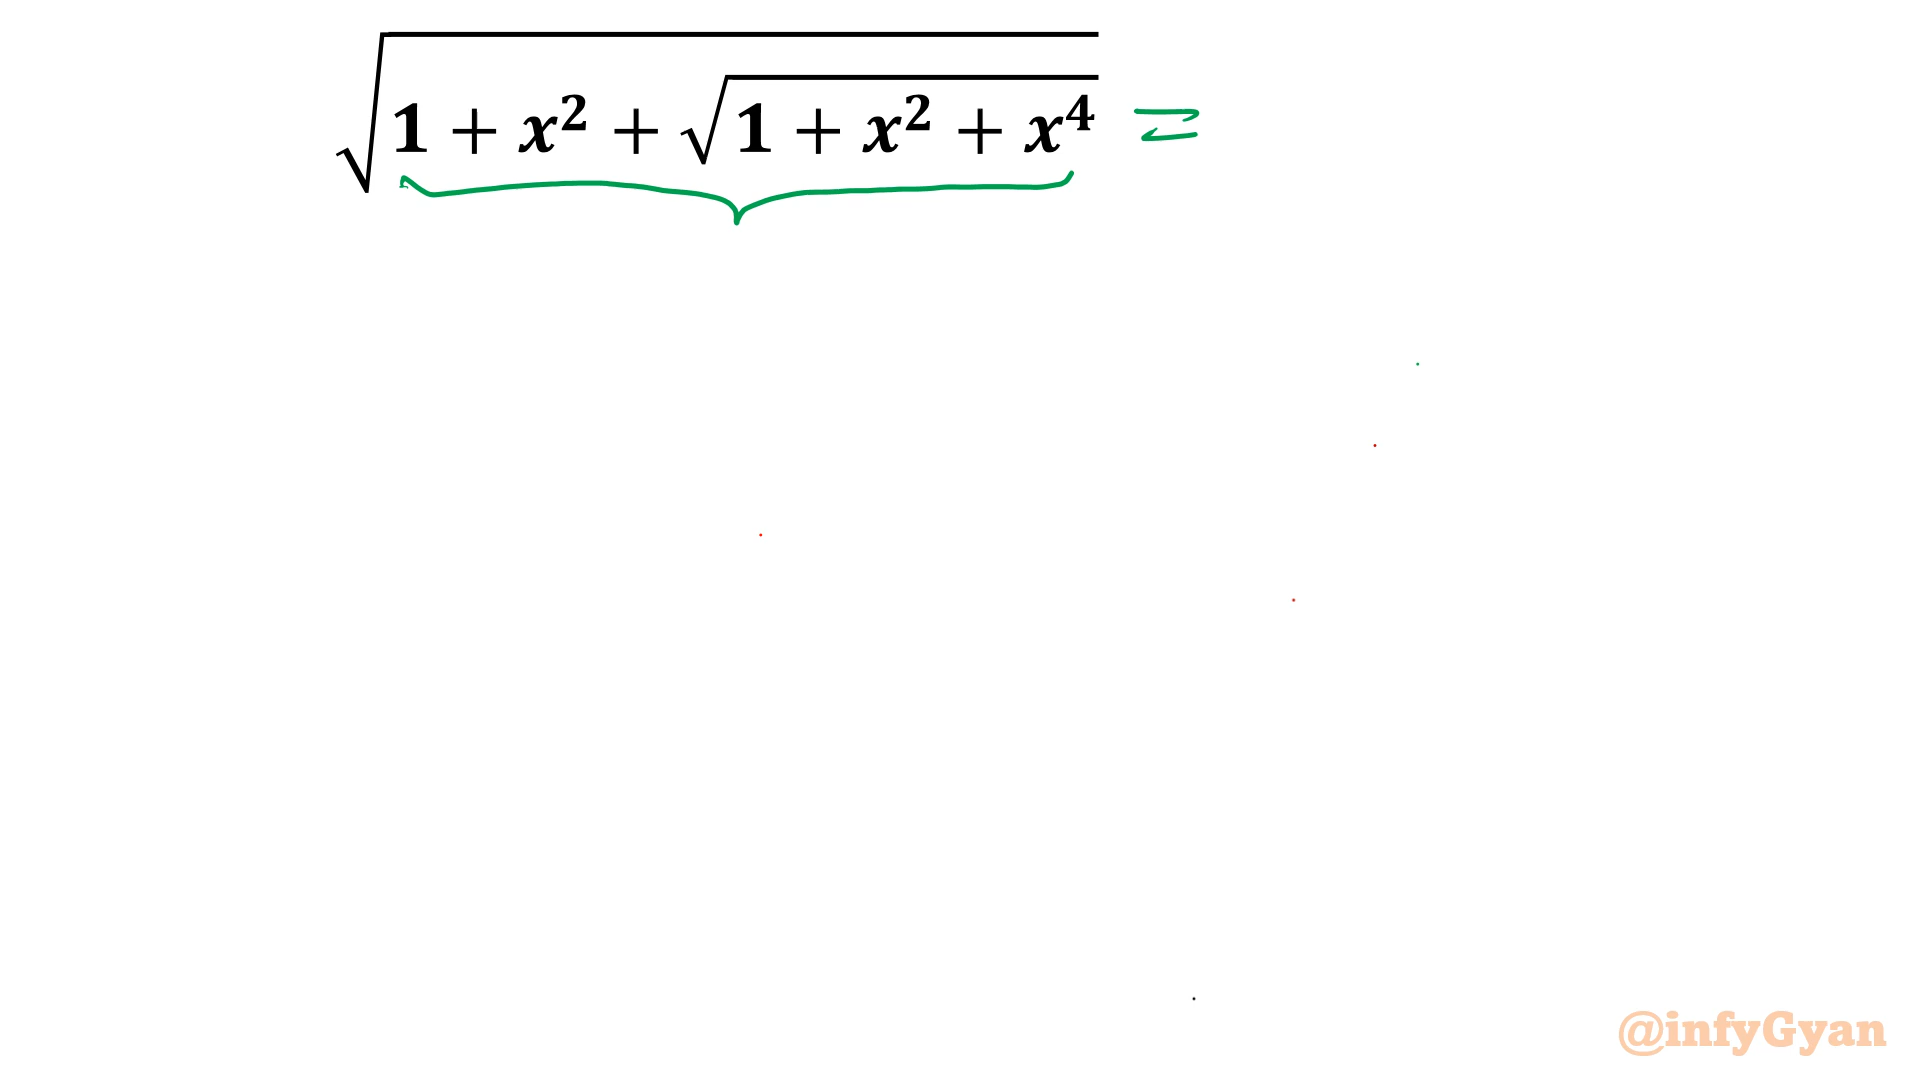 √(1 + x² + √(1 + x² + x⁴)) =
@infyGyan